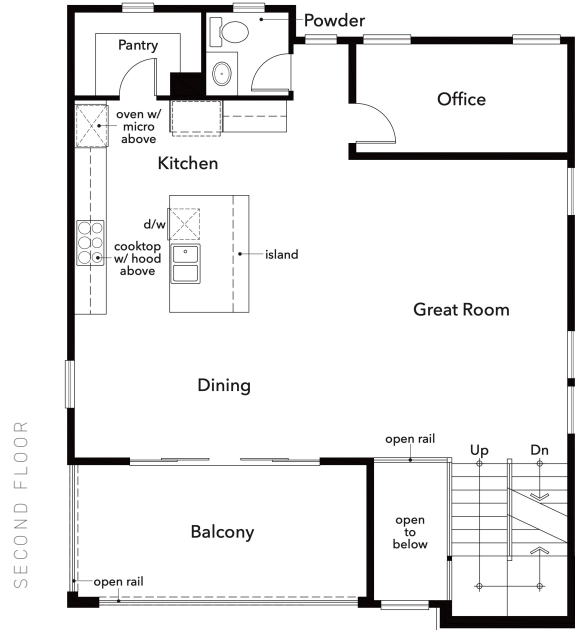 Powder
Pantry
Office
oven w/
micro
above
Kitchen
d/w
cooktop
w/ hood
above
island
Great Room
Dining
open rail
Up
Dn
SECOND FLOOR
Balcony
open
to
below
open rail